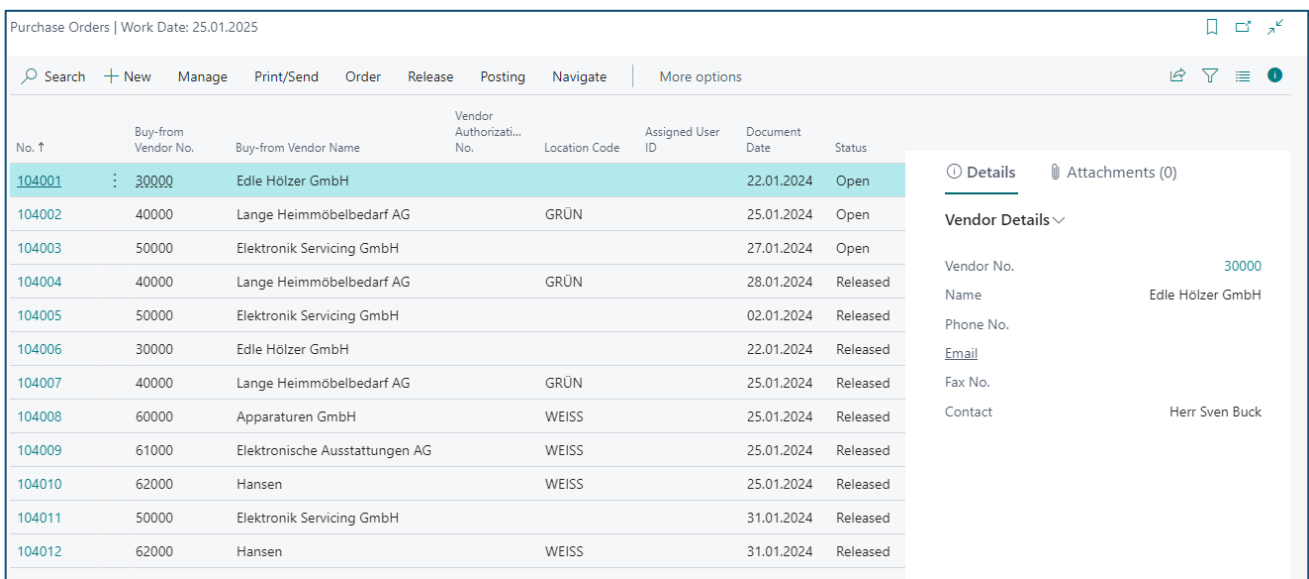 Purchase Orders | Work Date: 25.01.2025
Search + New Manage Print/Send Order Release Posting Navigate More options
No. ↑ Buy-from Vendor No. Buy-from Vendor Name Vendor Authorizati... No. Location Code Assigned User ID Document Date Status
104001 30000 Edle Hölzer GmbH 22.01.2024 Open
104002 40000 Lange Heimmöbelbedarf AG GRÜN 25.01.2024 Open
104003 50000 Elektronik Servicing GmbH 27.01.2024 Open
104004 40000 Lange Heimmöbelbedarf AG GRÜN 28.01.2024 Released
104005 50000 Elektronik Servicing GmbH 02.01.2024 Released
104006 30000 Edle Hölzer GmbH 22.01.2024 Released
104007 40000 Lange Heimmöbelbedarf AG GRÜN 25.01.2024 Released
104008 60000 Apparaturen GmbH WEISS 25.01.2024 Released
104009 61000 Elektronische Ausstattungen AG WEISS 25.01.2024 Released
104010 62000 Hansen WEISS 25.01.2024 Released
104011 50000 Elektronik Servicing GmbH 31.01.2024 Released
104012 62000 Hansen WEISS 31.01.2024 Released
Details Attachments (0)
Vendor Details
Vendor No. 30000
Name Edle Hölzer GmbH
Phone No.
Email
Fax No.
Contact Herr Sven Buck